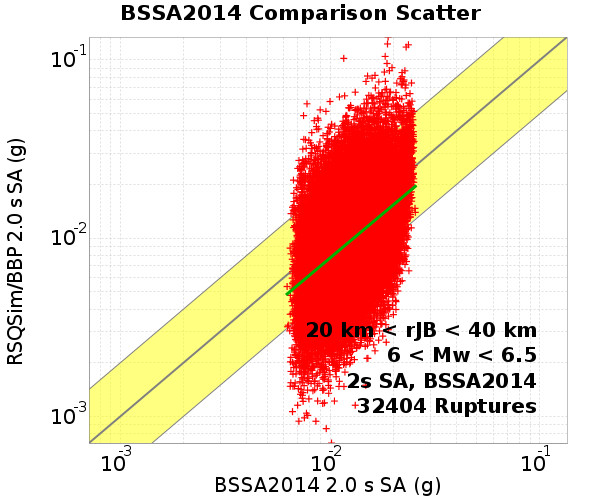 BSSA2014 Comparison Scatter
RSQSim/BBP 2.0 s SA (g)
10-1
10-2
10-3
20 km < rJB < 40 km
6 < Mw < 6.5
2s SA, BSSA2014
32404 Ruptures
10-3 10-2 10-1
BSSA2014 2.0 s SA (g)